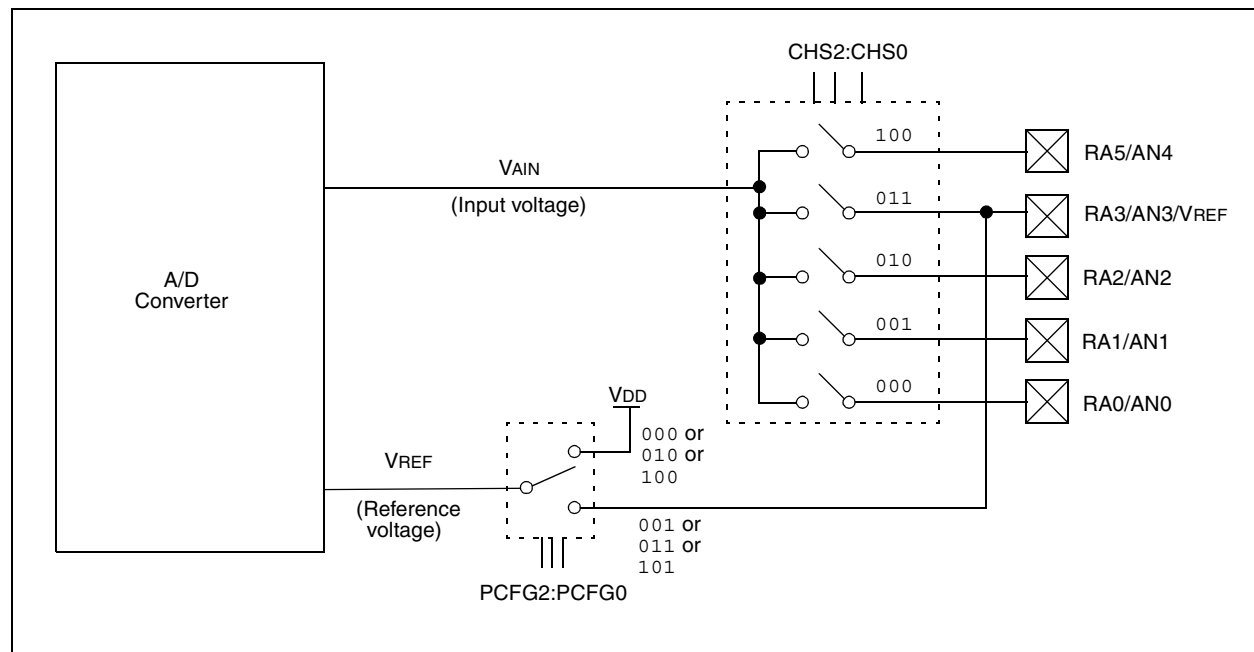 CHS2:CHS0
100
RA5/AN4
VAIN
(Input voltage)
011
RA3/AN3/VREF
010
RA2/AN2
A/D
Converter
001
RA1/AN1
000
RA0/AN0
VDD
000 or
010 or
100
VREF
(Reference
voltage)
001 or
011 or
101
PCFG2:PCFG0